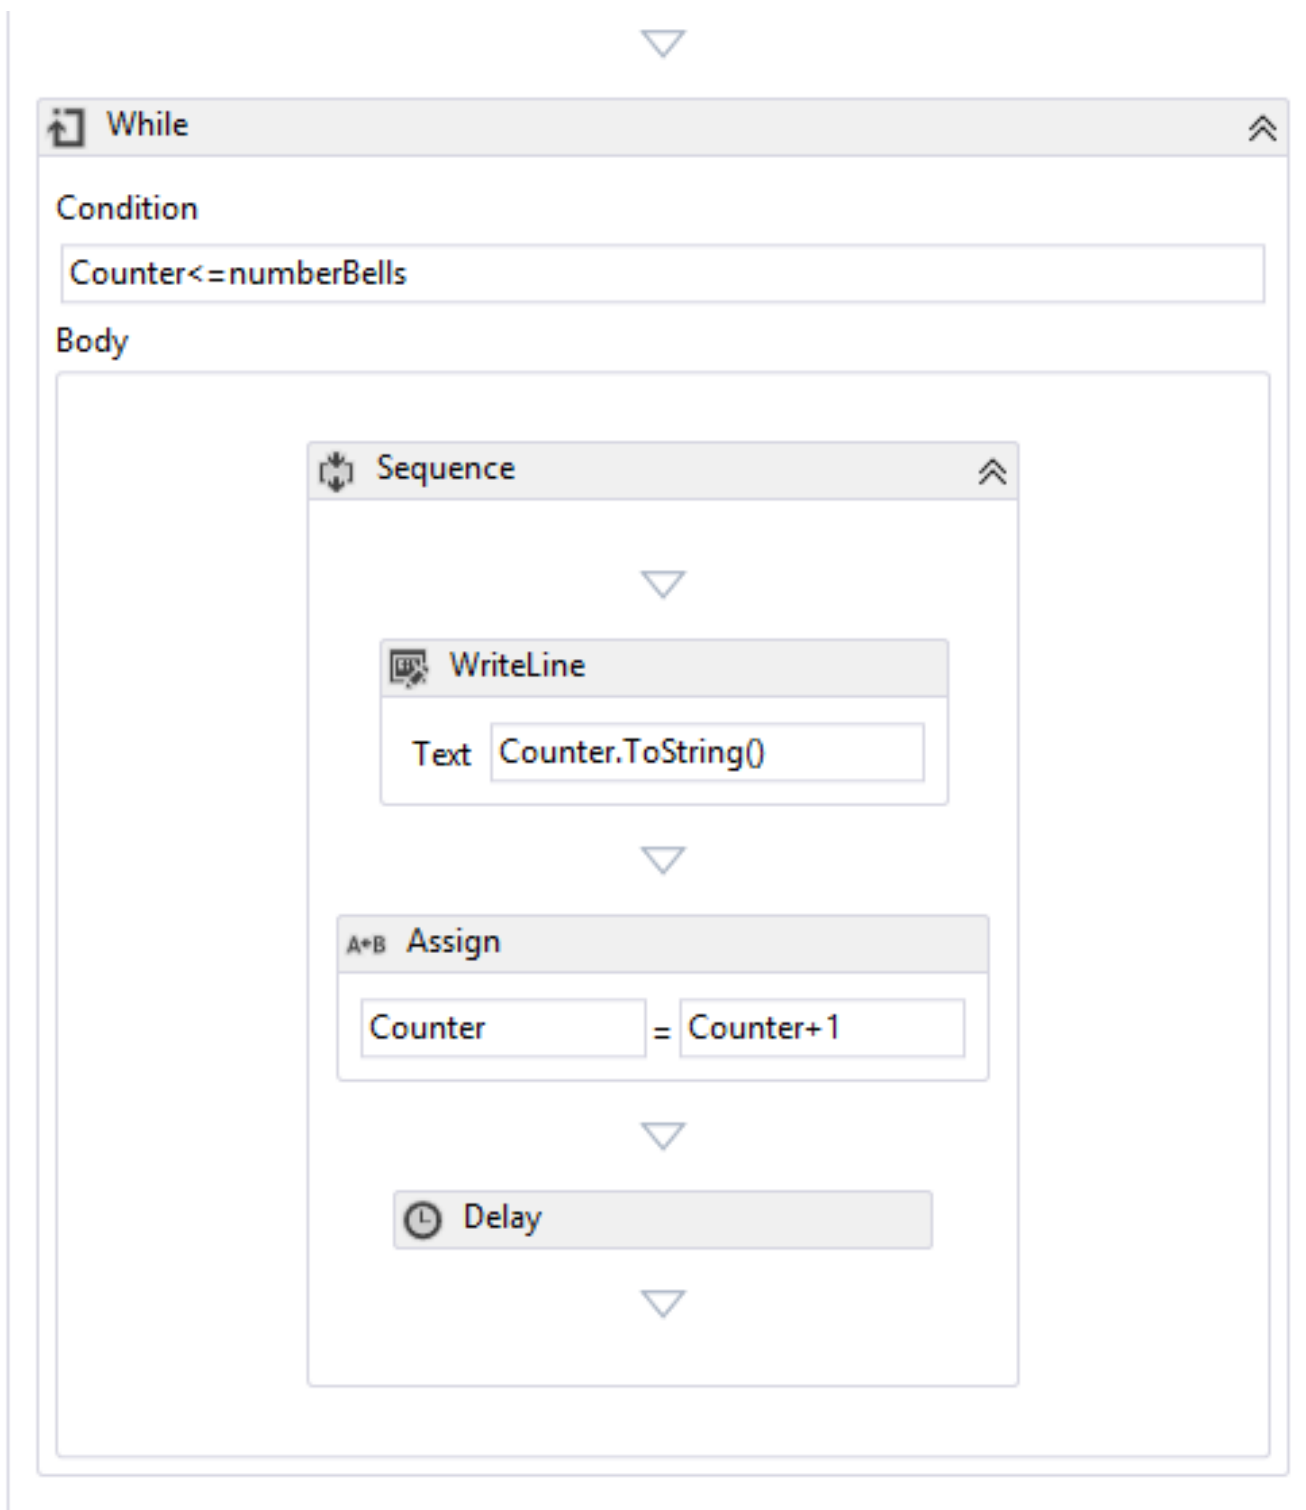 While
Condition
Counter<=numberBells
Body
Sequence
WriteLine
Text Counter.ToString()
A+B Assign
Counter = Counter+1
Delay